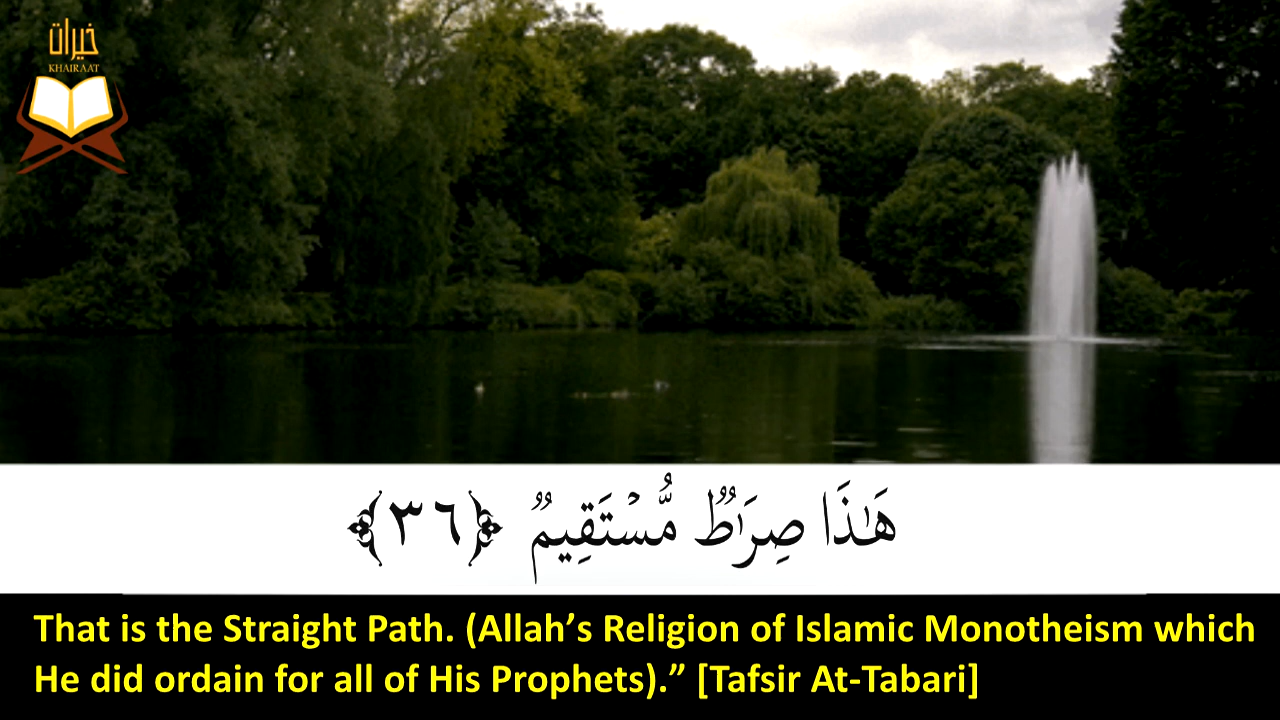 خيرات
KHAIRAAT
هَـٰذَا صِرَٰطٌ مُّسْتَقِيمٌ ﴿٣٦﴾
That is the Straight Path. (Allah’s Religion of Islamic Monotheism which
He did ordain for all of His Prophets).” [Tafsir At-Tabari]